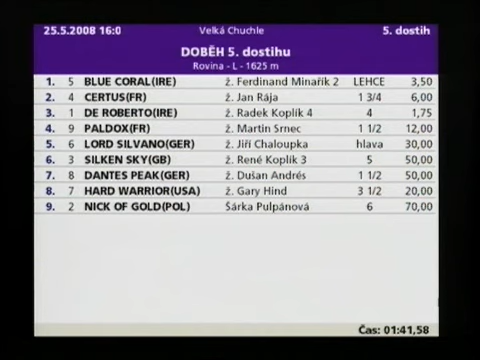 25.5.2008 16:0 Velká Chuchle 5. dostih
DOBĚH 5. dostihu
Rovina - L - 1625 m
1. 5 BLUE CORAL(IRE) ž. Ferdinand Minařík 2 LEHCE 3,50
2. 4 CERTUS(FR) ž. Jan Rája 1 3/4 6,00
3. 1 DE ROBERTO(IRE) ž. Radek Koplík 4 4 1,75
4. 9 PALDOX(FR) ž. Martin Srnec 1 1/2 12,00
5. 6 LORD SILVANO(GER) ž. Jiří Chaloupka hlava 30,00
6. 3 SILKEN SKY(GB) ž. René Koplík 3 5 50,00
7. 8 DANTES PEAK(GER) ž. Dušan Andrés 1 1/2 50,00
8. 7 HARD WARRIOR(USA) ž. Gary Hind 3 1/2 20,00
9. 2 NICK OF GOLD(POL) Šárka Pulpánová 6 70,00
Čas: 01:41,58